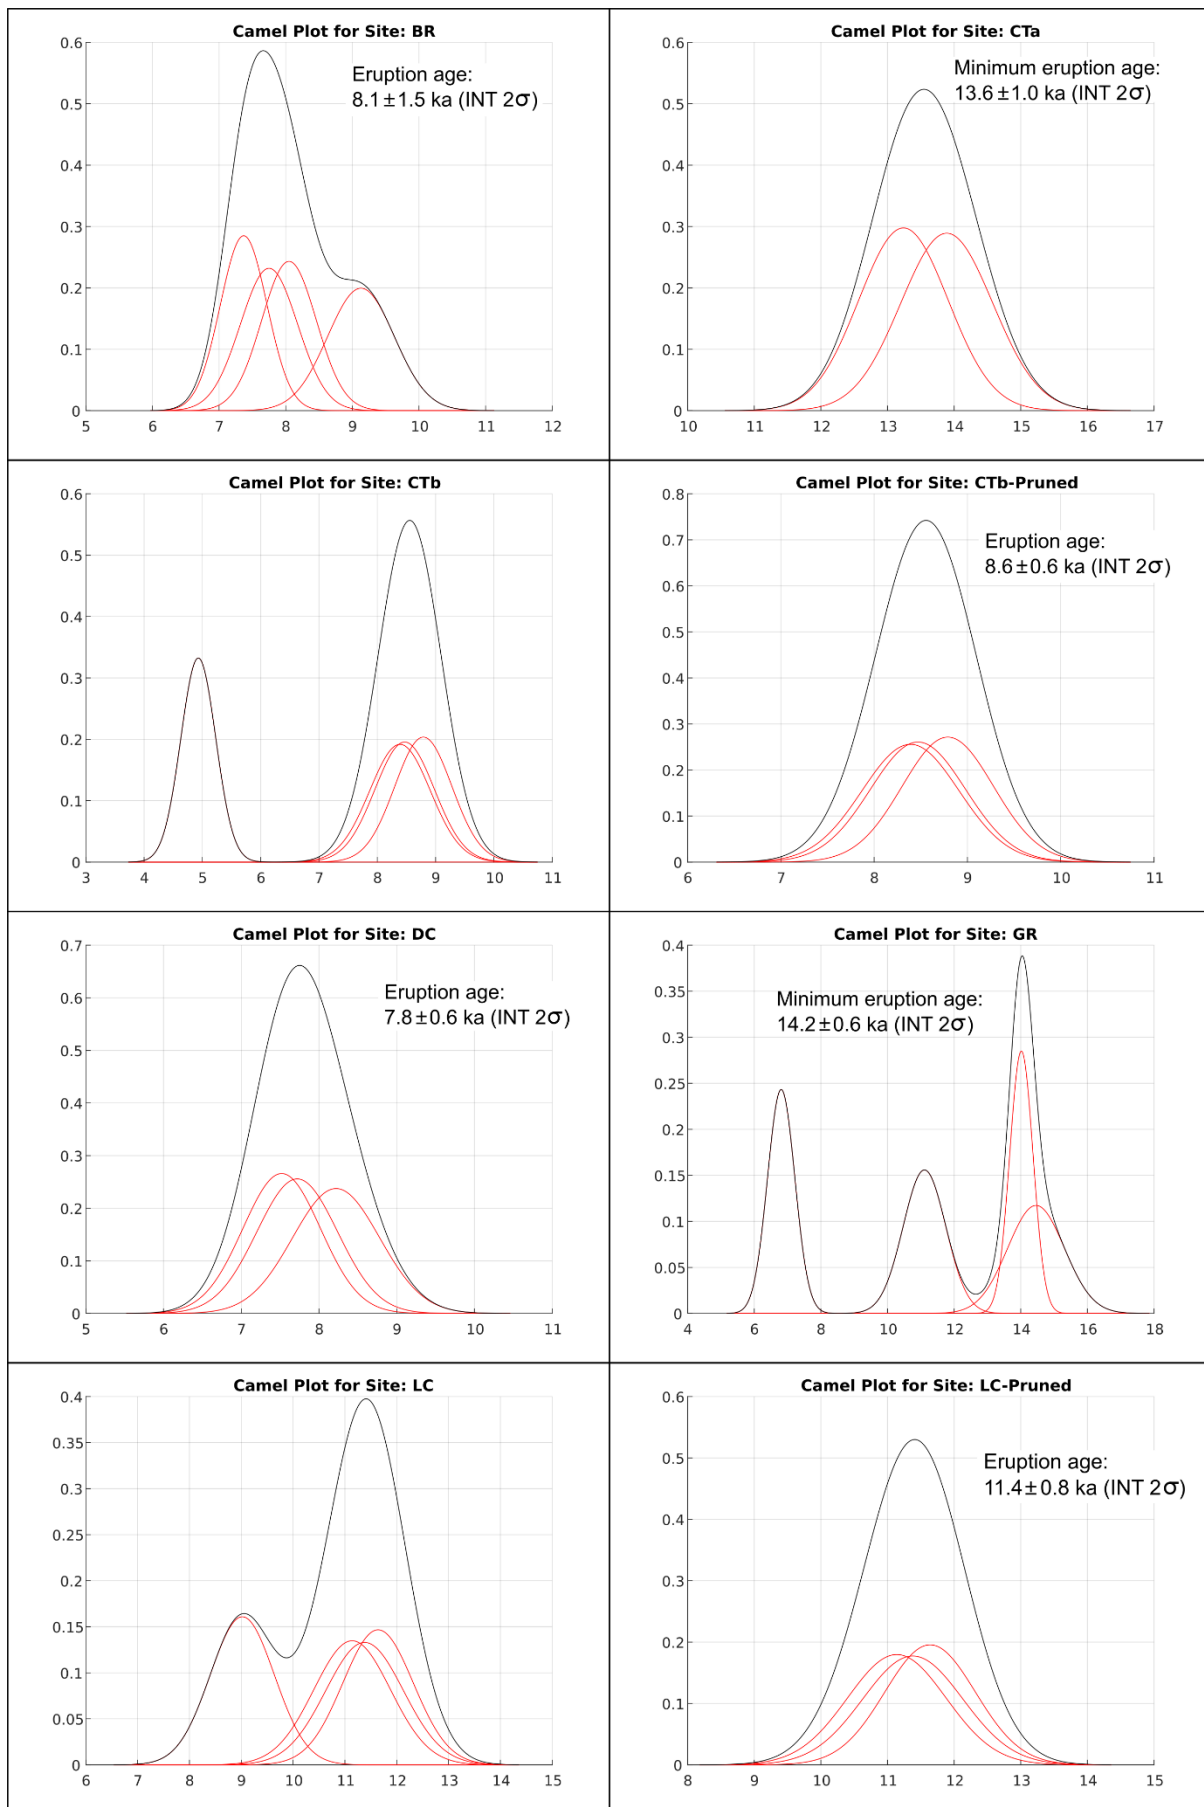 Camel Plot for Site: BR
Eruption age:
8.1±1.5 ka (INT 2σ)
0.6
0.5
0.4
0.3
0.2
0.1
0
5 6 7 8 9 10 11 12
Camel Plot for Site: CTa
Minimum eruption age:
13.6±1.0 ka (INT 2σ)
0.6
0.5
0.4
0.3
0.2
0.1
0
10 11 12 13 14 15 16 17
Camel Plot for Site: CTb
0.6
0.5
0.4
0.3
0.2
0.1
0
3 4 5 6 7 8 9 10 11
Camel Plot for Site: CTb-Pruned
Eruption age:
8.6±0.6 ka (INT 2σ)
0.8
0.7
0.6
0.5
0.4
0.3
0.2
0.1
0
6 7 8 9 10 11
Camel Plot for Site: DC
Eruption age:
7.8±0.6 ka (INT 2σ)
0.7
0.6
0.5
0.4
0.3
0.2
0.1
0
5 6 7 8 9 10 11
Camel Plot for Site: GR
Minimum eruption age:
14.2±0.6 ka (INT 2σ)
0.4
0.35
0.3
0.25
0.2
0.15
0.1
0.05
0
4 6 8 10 12 14 16 18
Camel Plot for Site: LC
0.4
0.35
0.3
0.25
0.2
0.15
0.1
0.05
0
6 7 8 9 10 11 12 13 14 15
Camel Plot for Site: LC-Pruned
Eruption age:
11.4±0.8 ka (INT 2σ)
0.6
0.5
0.4
0.3
0.2
0.1
0
8 9 10 11 12 13 14 15